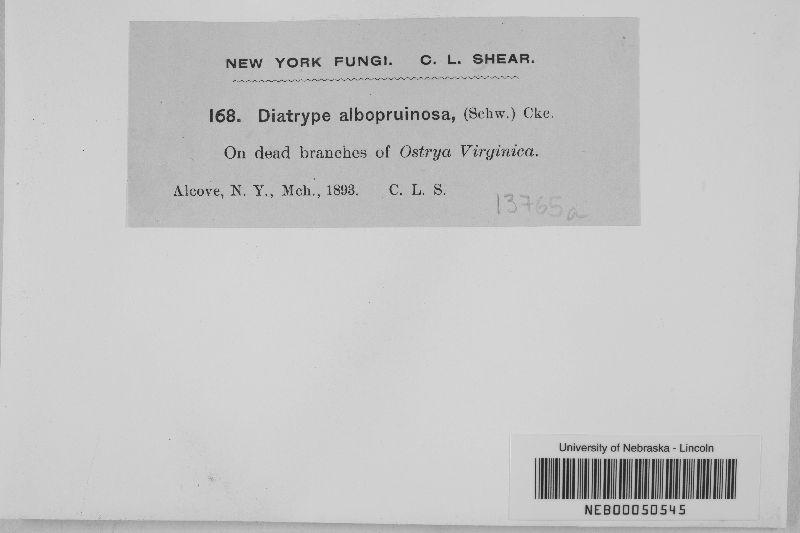 NEW YORK FUNGI. C. L. SHEAR.
168. Diatrype albopruinosa, (Schw.) Cke.
On dead branches of Ostrya Virginica.
Alcove, N. Y., Mch., 1893. C. L. S.
13765a
University of Nebraska - Lincoln
NEB00050545